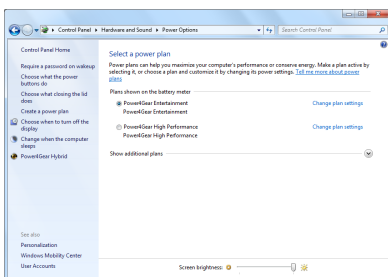 Control Panel ▸ Hardware and Sound ▸ Power Options
Search Control Panel
Control Panel Home
Require a password on wakeup
Choose what the power
buttons do
Choose what closing the lid
does
Create a power plan
Choose when to turn off the
display
Change when the computer
sleeps
Power4Gear Hybrid
See also
Personalization
Windows Mobility Center
User Accounts
Select a power plan
Power plans can help you maximize your computer's performance or conserve energy. Make a plan active by
selecting it, or choose a plan and customize it by changing its power settings. Tell me more about power
plans
Plans shown on the battery meter
Power4Gear Entertainment Change plan settings
Power4Gear Entertainment
Power4Gear High Performance Change plan settings
Power4Gear High Performance
Show additional plans
Screen brightness: